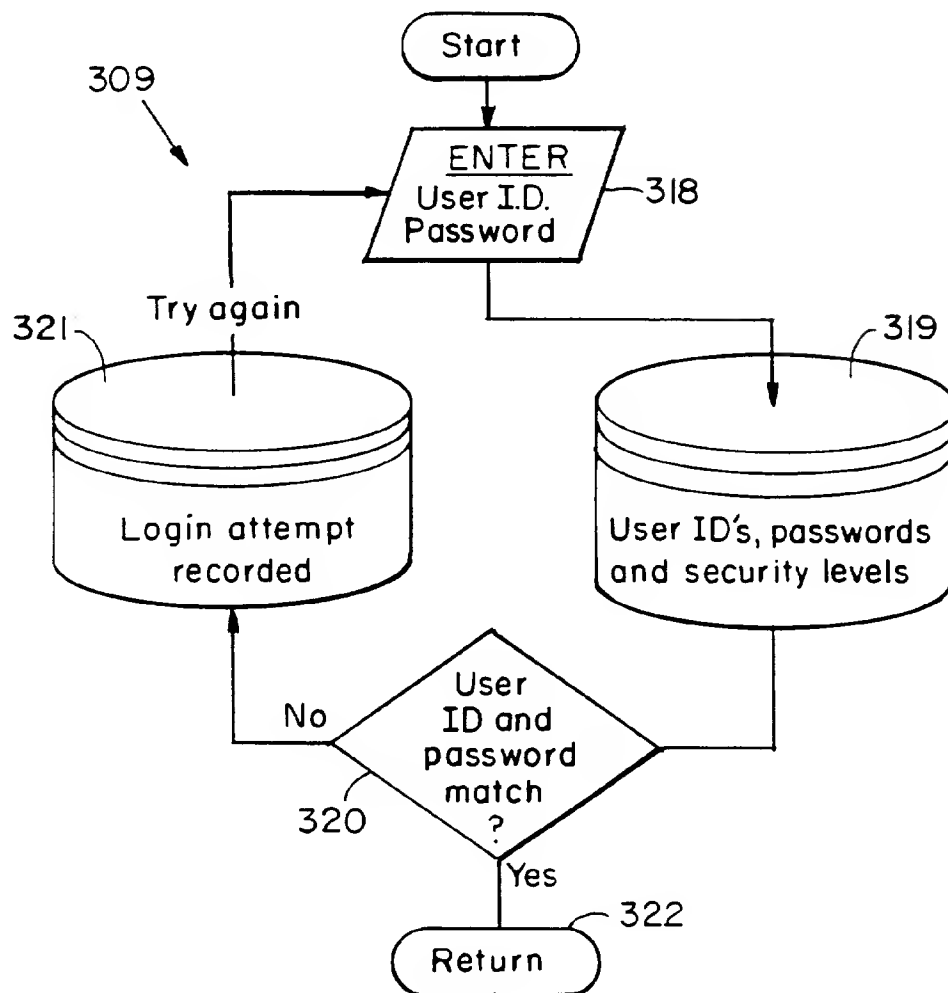 Start
309
ENTER
User I.D.
Password
318
Try again
321
319
Login attempt
recorded
User ID's, passwords
and security levels
No
User
ID and
password
match
?
320
Yes
322
Return